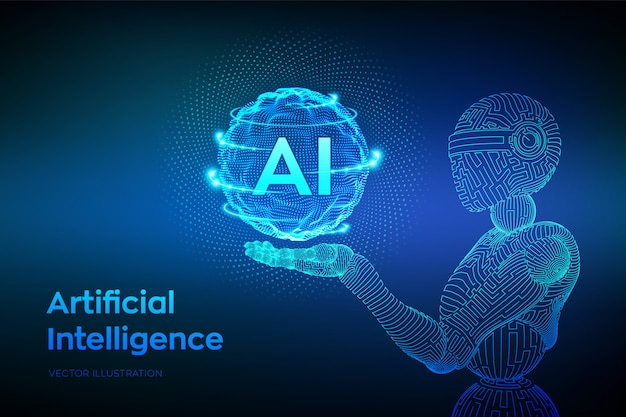 AI
Artificial
Intelligence
VECTOR ILLUSTRATION